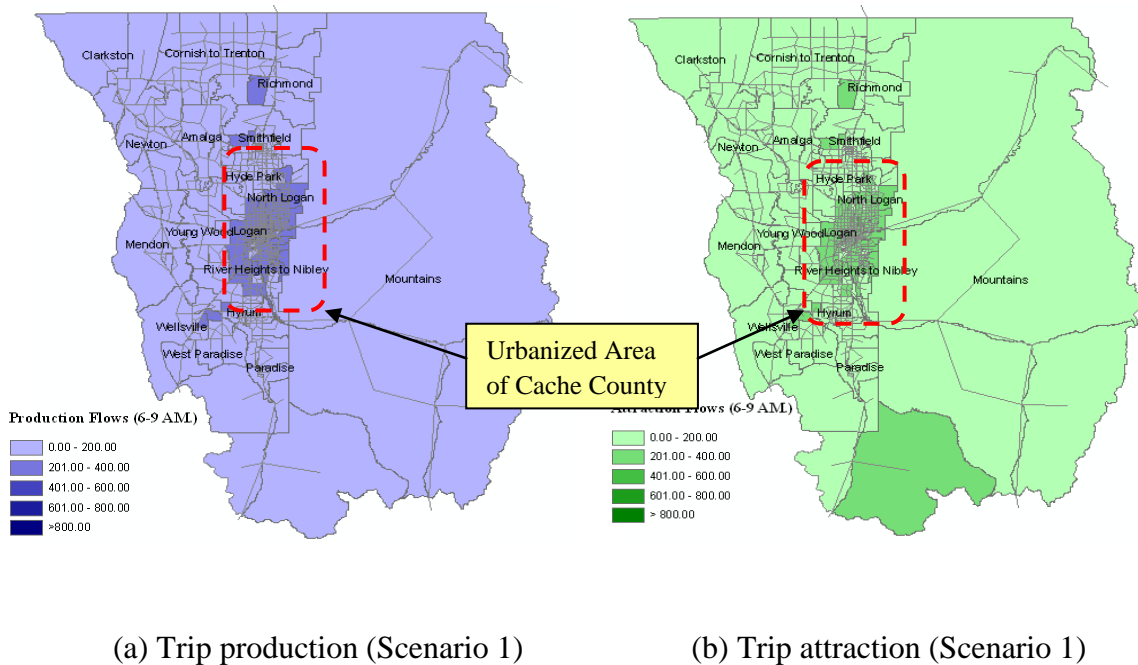 Clarkston
Cornish to Trenton
Richmond
Newton
Amalga
Smithfield
Hyde Park
North Logan
Young Wood
Logan
Mendon
River Heights to Nibley
Mountains
Hyrum
Wellsville
West Paradise
Paradise
Production Flows (6-9 AM.)
0.00 - 200.00
201.00 - 400.00
401.00 - 600.00
601.00 - 800.00
>800.00
Urbanized Area
of Cache County
Clarkston
Cornish to Trenton
Richmond
Newton
Amalga
Smithfield
Hyde Park
North Logan
Young Wood
Logan
Mendon
River Heights to Nibley
Mountains
Hyrum
Wellsville
West Paradise
Paradise
Attraction Flows (6-9 AM.)
0.00 - 200.00
201.00 - 400.00
401.00 - 600.00
601.00 - 800.00
> 800.00
(a) Trip production (Scenario 1)
(b) Trip attraction (Scenario 1)